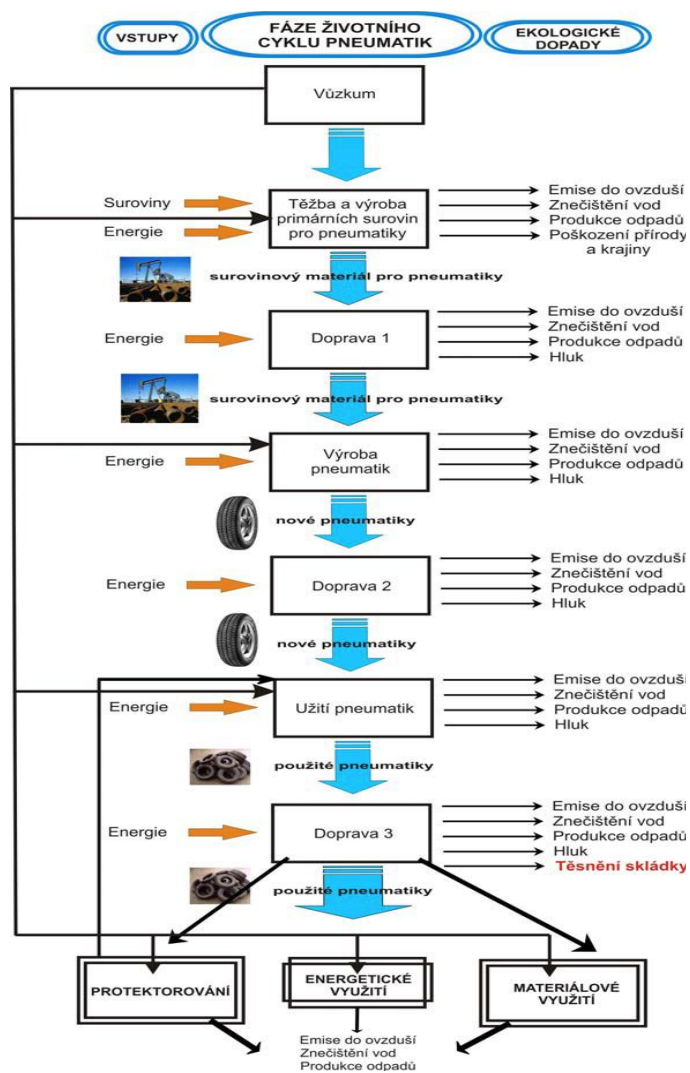 VSTUPY
FÁZE ŽIVOTNÍHO
CYKLU PNEUMATIK
EKOLOGICKÉ
DOPADY
Vůzkum
Suroviny
Energie
Těžba a výroba
primárních surovin
pro pneumatiky
Emise do ovzduší
Znečištění vod
Produkce odpadů
Poškození přírody
a krajiny
surovinový materiál pro pneumatiky
Energie
Doprava 1
Emise do ovzduší
Znečištění vod
Produkce odpadů
Hluk
surovinový materiál pro pneumatiky
Energie
Výroba
pneumatik
Emise do ovzduší
Znečištění vod
Produkce odpadů
Hluk
nové pneumatiky
Energie
Doprava 2
Emise do ovzduší
Znečištění vod
Produkce odpadů
Hluk
nové pneumatiky
Energie
Užití pneumatik
Emise do ovzduší
Znečištění vod
Produkce odpadů
Hluk
použité pneumatiky
Energie
Doprava 3
Emise do ovzduší
Znečištění vod
Produkce odpadů
Hluk
Těsnění skládky
použité pneumatiky
PROTEKTOROVÁNÍ
ENERGETICKÉ
VYUŽITÍ
MATERIÁLOVÉ
VYUŽITÍ
Emise do ovzduší
Znečištění vod
Produkce odpadů